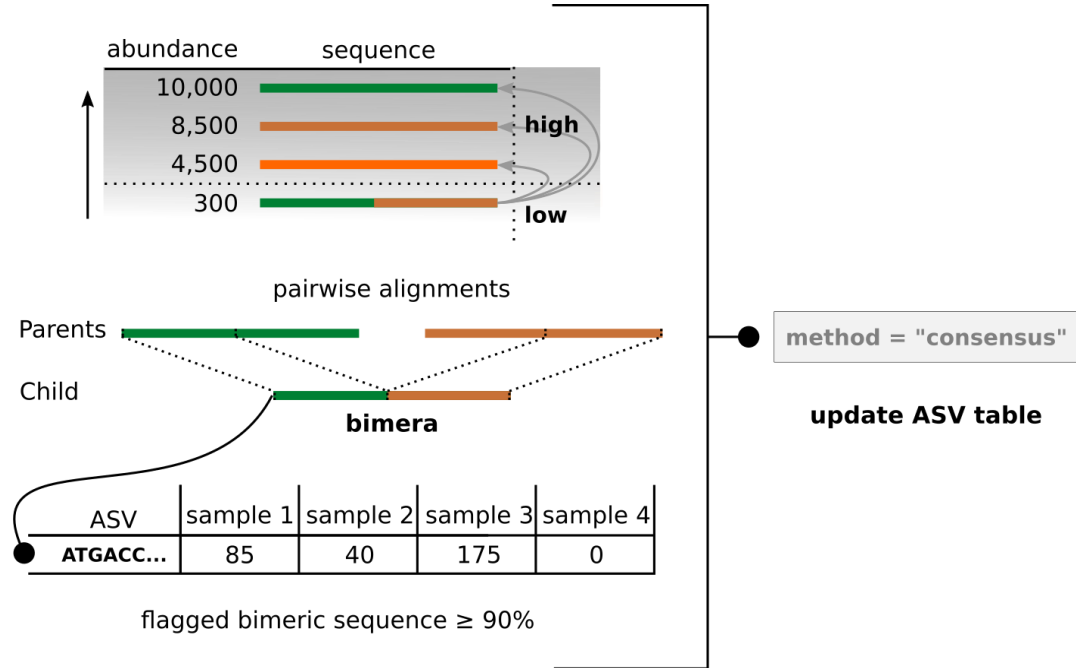 abundance sequence
10,000
8,500 high
4,500
300 low
pairwise alignments
Parents
Child
bimera
ASV sample 1 sample 2 sample 3 sample 4
ATGACC... 85 40 175 0
flagged bimeric sequence ≥ 90%
method = "consensus"
update ASV table